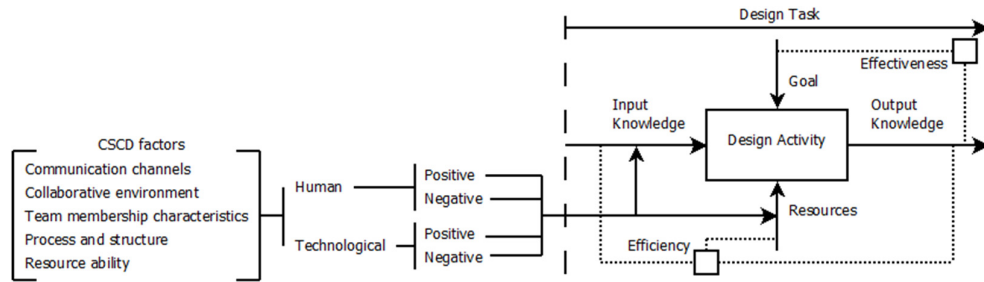 Design Task
Effectiveness
Goal
Input
Knowledge
Output
Knowledge
Design Activity
CSCD factors
Communication channels
Collaborative environment
Team membership characteristics
Process and structure
Resource ability
Human
Technological
Positive
Negative
Positive
Negative
Resources
Efficiency